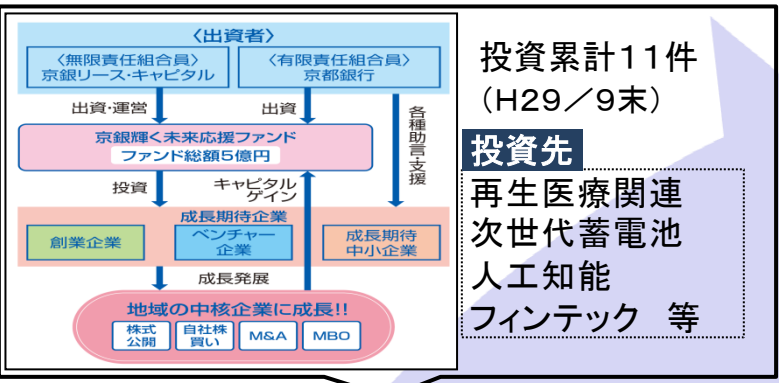 〈出資者〉
〈無限責任組合員〉
京銀リース・キャピタル
〈有限責任組合員〉
京都銀行
出資・運営
出資
各種助言・支援
京銀輝く未来応援ファンド
ファンド総額5億円
投資
キャピタル
ゲイン
成長期待企業
創業企業
ベンチャー
企業
成長期待
中小企業
成長発展
地域の中核企業に成長!!
株式
公開
自社株
買い
M&A
MBO
投資累計11件
(H29/9末)
投資先
再生医療関連
次世代蓄電池
人工知能
フィンテック 等